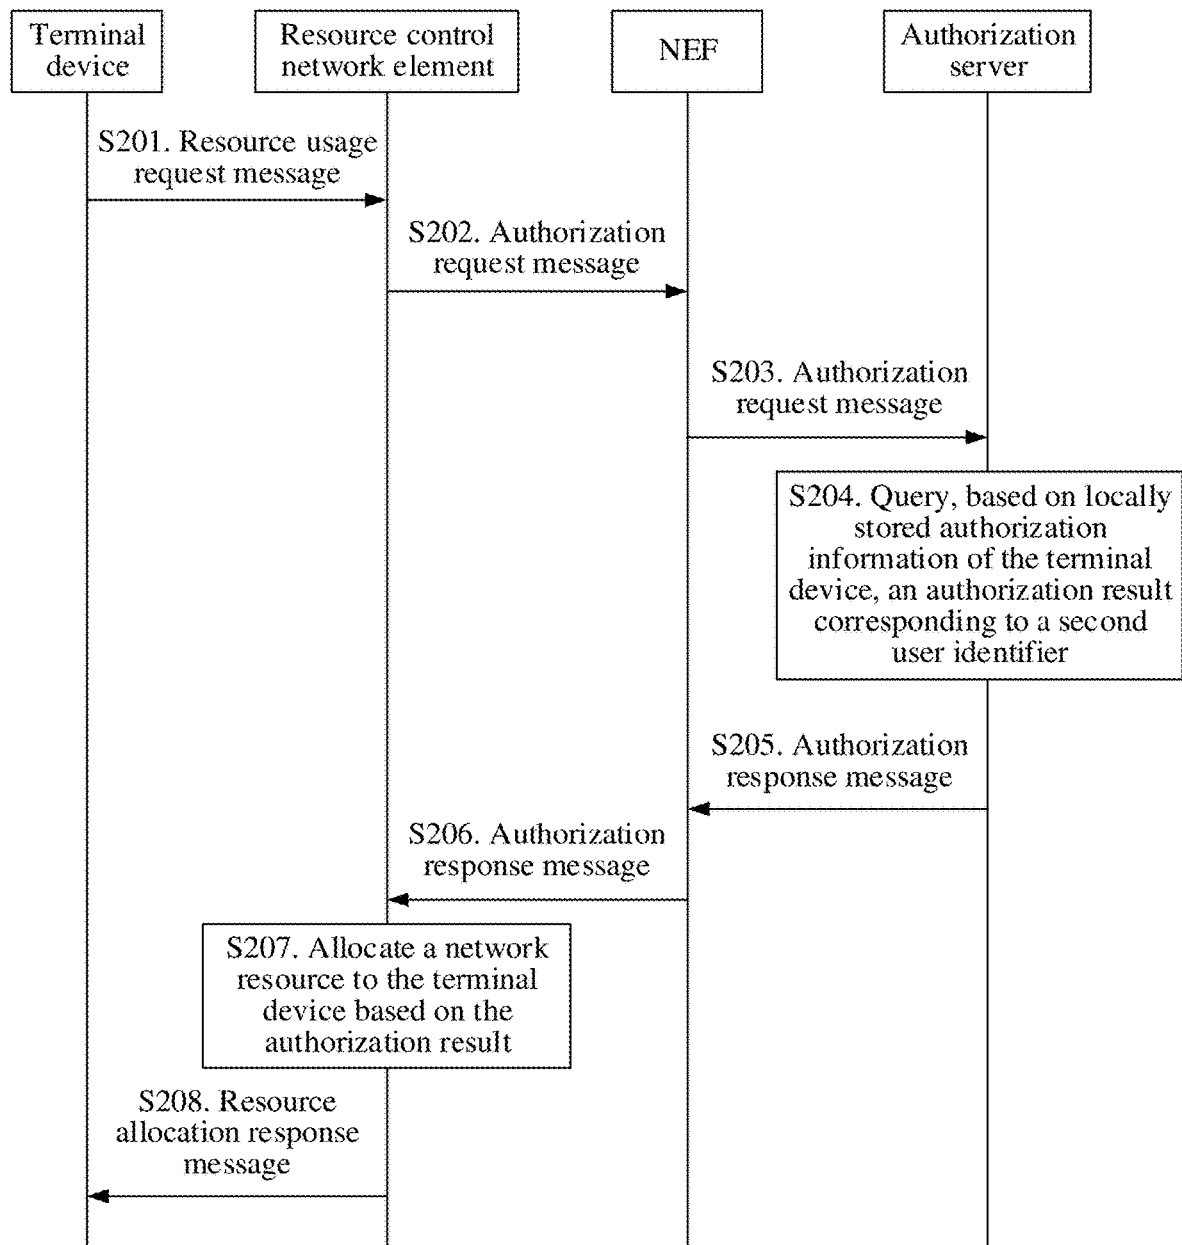 Terminal
device
Resource control
network element
NEF
Authorization
server
S201. Resource usage
request message
S202. Authorization
request message
S203. Authorization
request message
S204. Query, based on locally
stored authorization
information of the terminal
device, an authorization result
corresponding to a second
user identifier
S205. Authorization
response message
S206. Authorization
response message
S207. Allocate a network
resource to the terminal
device based on the
authorization result
S208. Resource
allocation response
message